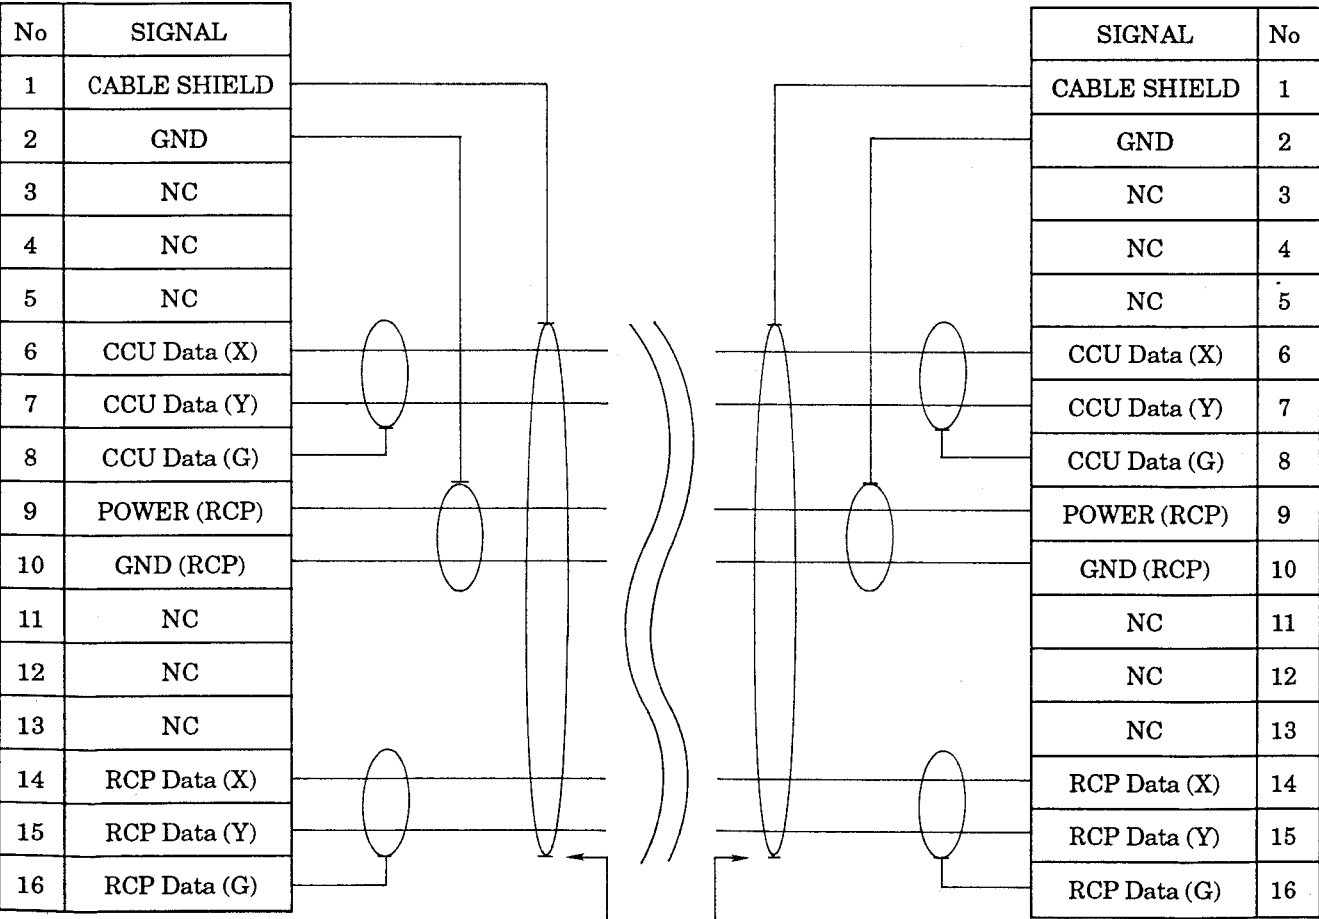 No SIGNAL
1 CABLE SHIELD
2 GND
3 NC
4 NC
5 NC
6 CCU Data (X)
7 CCU Data (Y)
8 CCU Data (G)
9 POWER (RCP)
10 GND (RCP)
11 NC
12 NC
13 NC
14 RCP Data (X)
15 RCP Data (Y)
16 RCP Data (G)
SIGNAL No
CABLE SHIELD 1
GND 2
NC 3
NC 4
NC 5
CCU Data (X) 6
CCU Data (Y) 7
CCU Data (G) 8
POWER (RCP) 9
GND (RCP) 10
NC 11
NC 12
NC 13
RCP Data (X) 14
RCP Data (Y) 15
RCP Data (G) 16